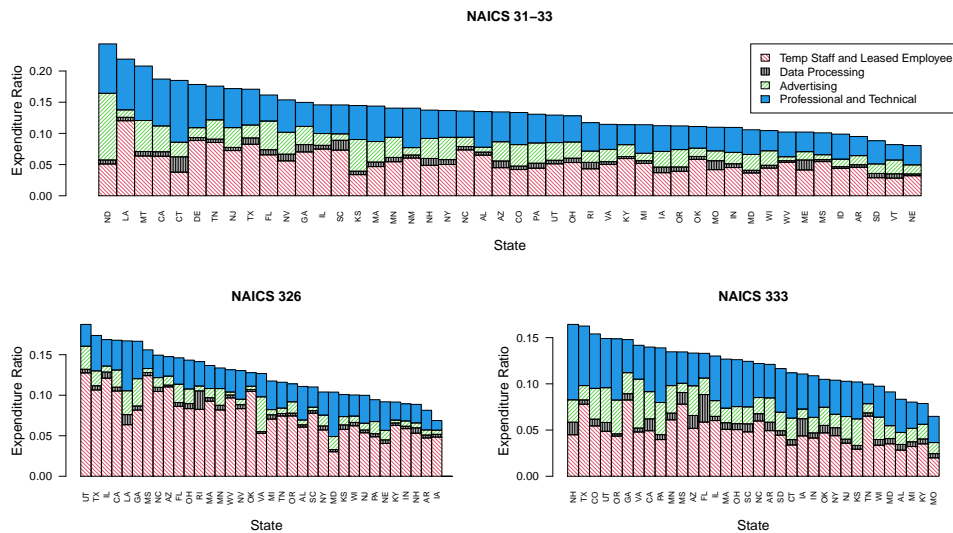 NAICS 31−33
Expenditure Ratio
0.20
0.15
0.10
0.05
0.00
Temp Staff and Leased Employee
Data Processing
Advertising
Professional and Technical
ND LA MT CA CT DE TN NJ TX FL NV GA IL SC KS MA MN NM NH NY NC AL AZ CO PA UT OH RI VA KY MI IA OR OK MO IN MD WI WV ME MS ID AR SD VT NE
State
NAICS 326
Expenditure Ratio
0.15
0.10
0.05
0.00
UT TX IL CA LA GA MS NC AZ FL OH RI MA MN WV NV OK VA MI TN OR AL SC NY MD KS WI NJ PA NE KY IN NH AR IA
State
NAICS 333
Expenditure Ratio
0.15
0.10
0.05
0.00
NH TX CO UT OR GA VA CA PA MN MS AZ FL IL MA OH SC NC AR SD CT IA IN OK NY NJ KS TN WI MD AL MI KY MO
State